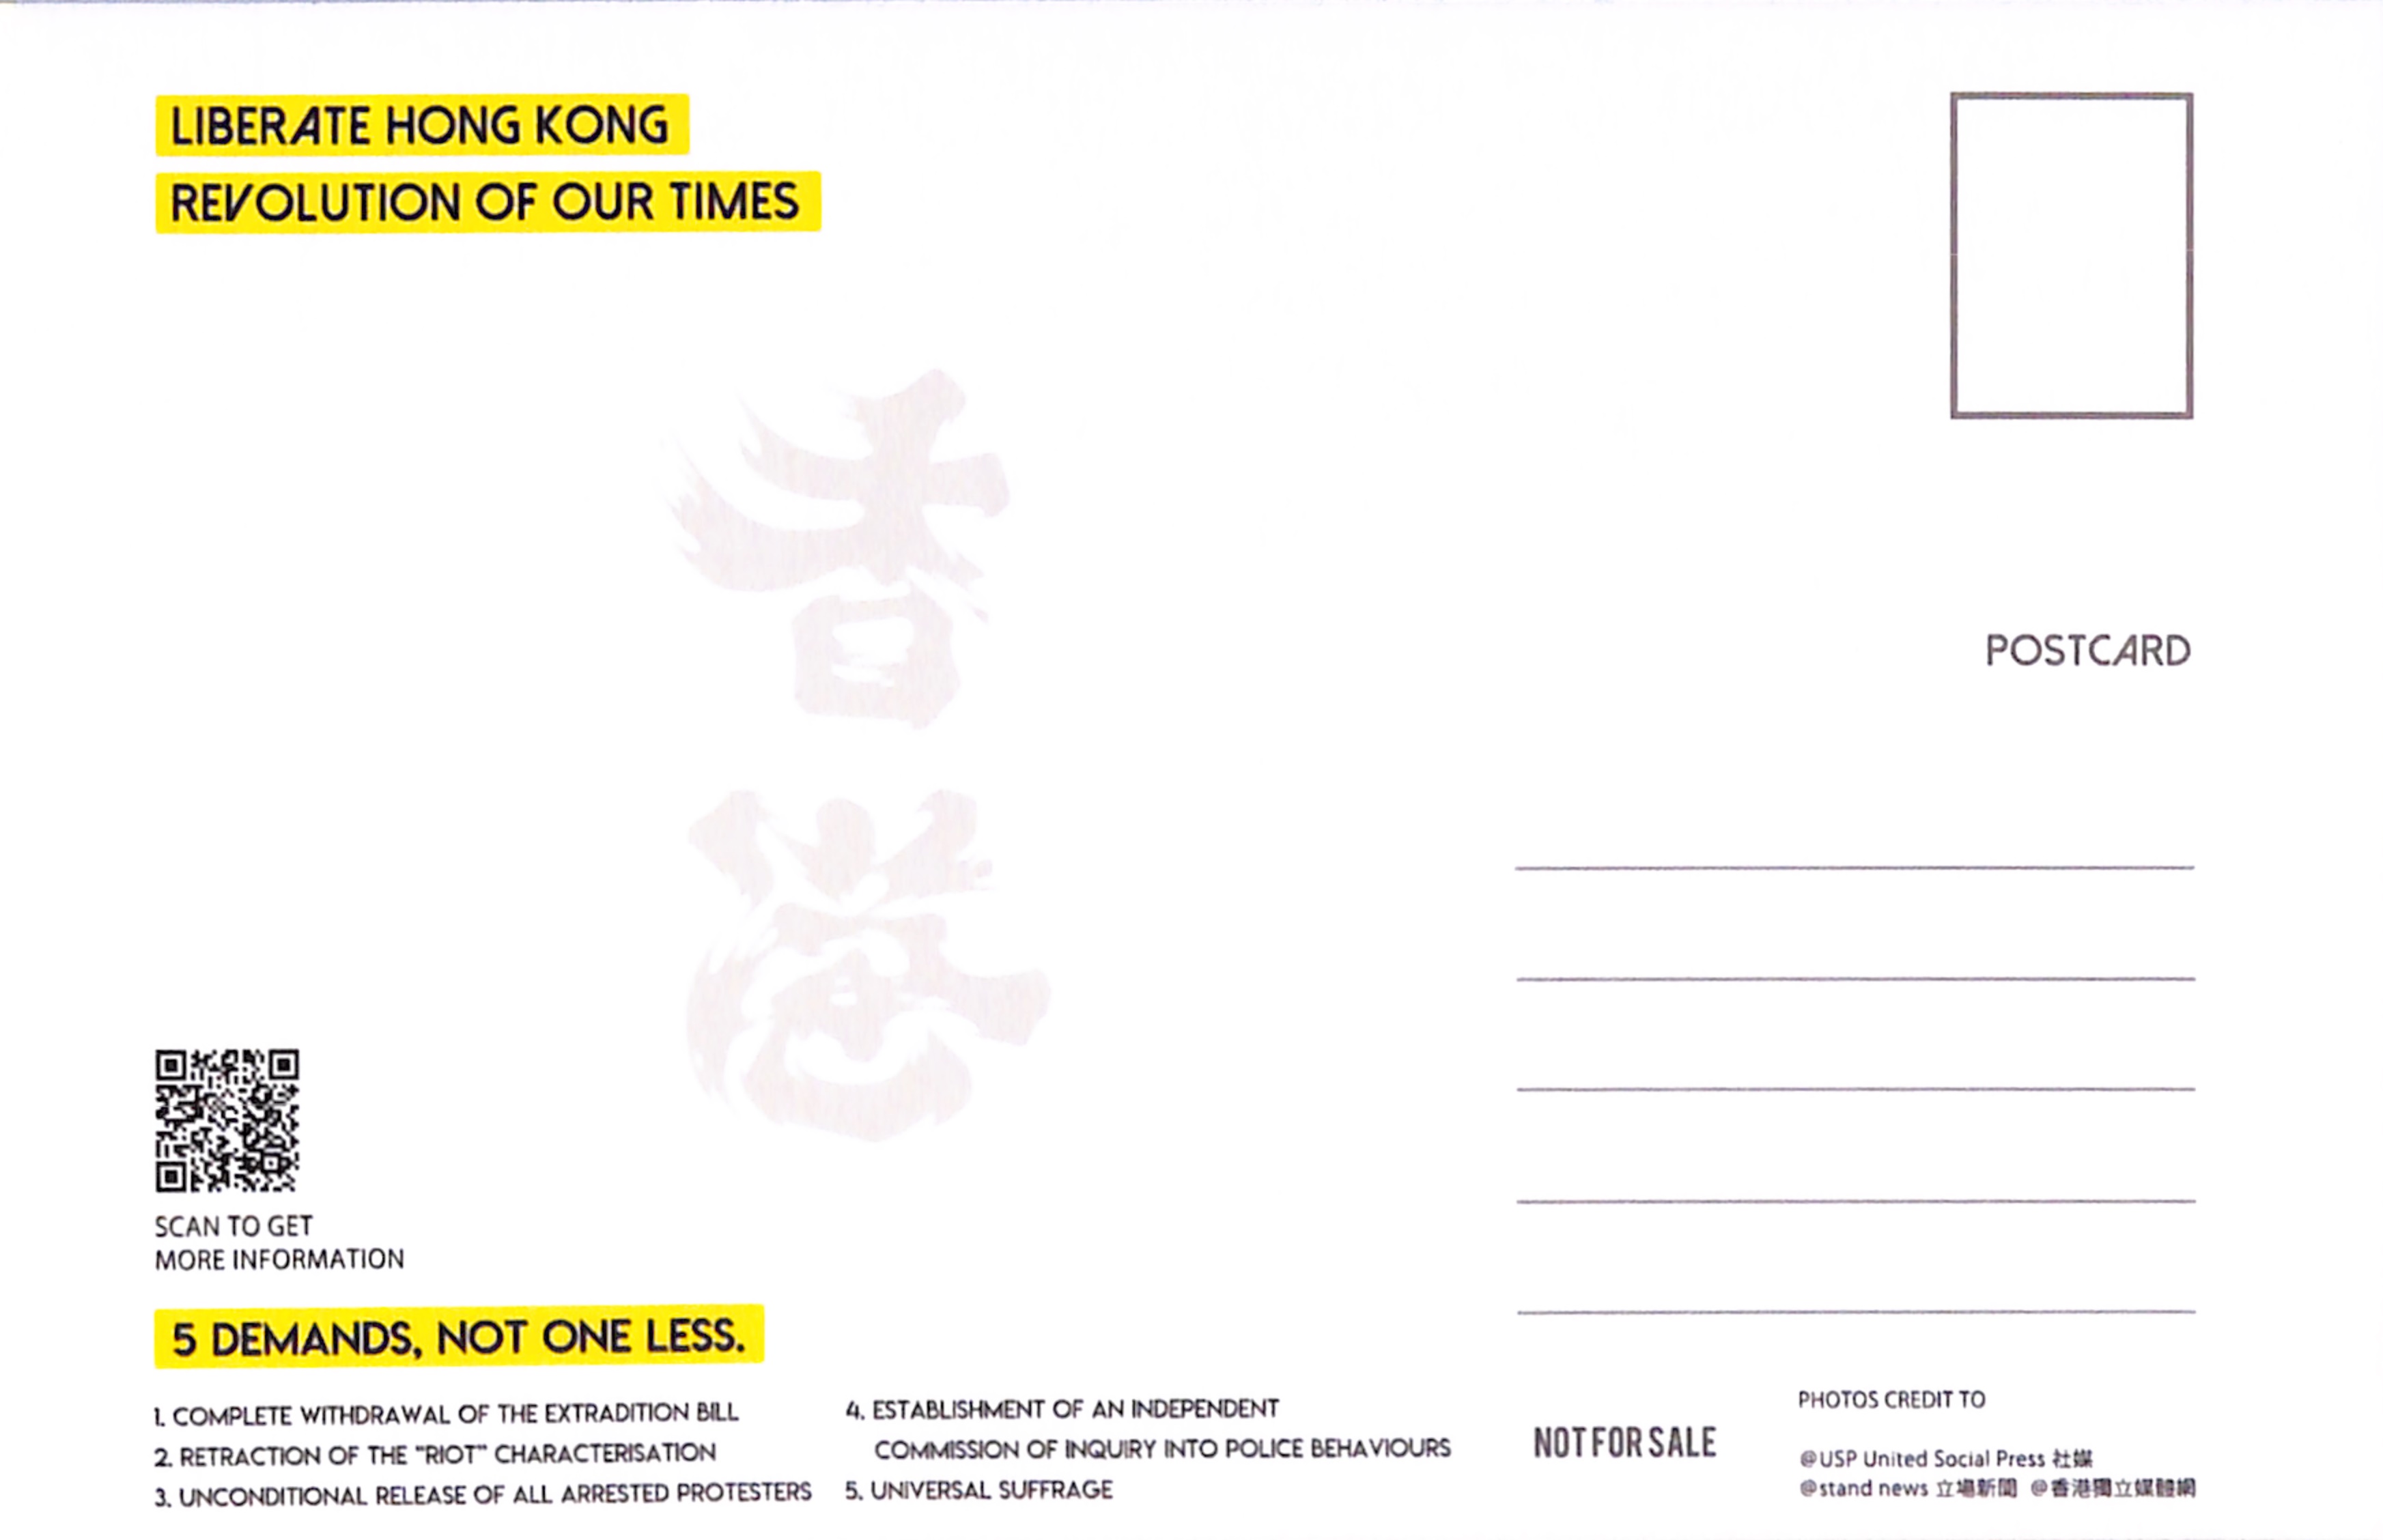 LIBERATE HONG KONG
REVOLUTION OF OUR TIMES
香
港
POSTCARD
SCAN TO GET
MORE INFORMATION
5 DEMANDS, NOT ONE LESS.
1. COMPLETE WITHDRAWAL OF THE EXTRADITION BILL
2. RETRACTION OF THE "RIOT" CHARACTERISATION
3. UNCONDITIONAL RELEASE OF ALL ARRESTED PROTESTERS
4. ESTABLISHMENT OF AN INDEPENDENT
COMMISSION OF INQUIRY INTO POLICE BEHAVIOURS
5. UNIVERSAL SUFFRAGE
NOT FOR SALE
PHOTOS CREDIT TO
@USP United Social Press 社媒
@stand news 立場新聞 @香港獨立媒體網